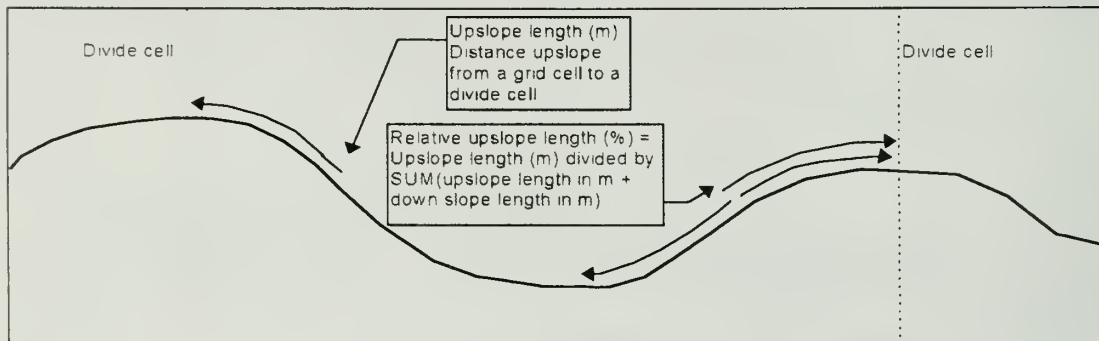 Divide cell
Upslope length (m)
Distance upslope
from a grid cell to a
divide cell
Divide cell
Relative upslope length (%) =
Upslope length (m) divided by
SUM(upslope length in m +
down slope length in m)